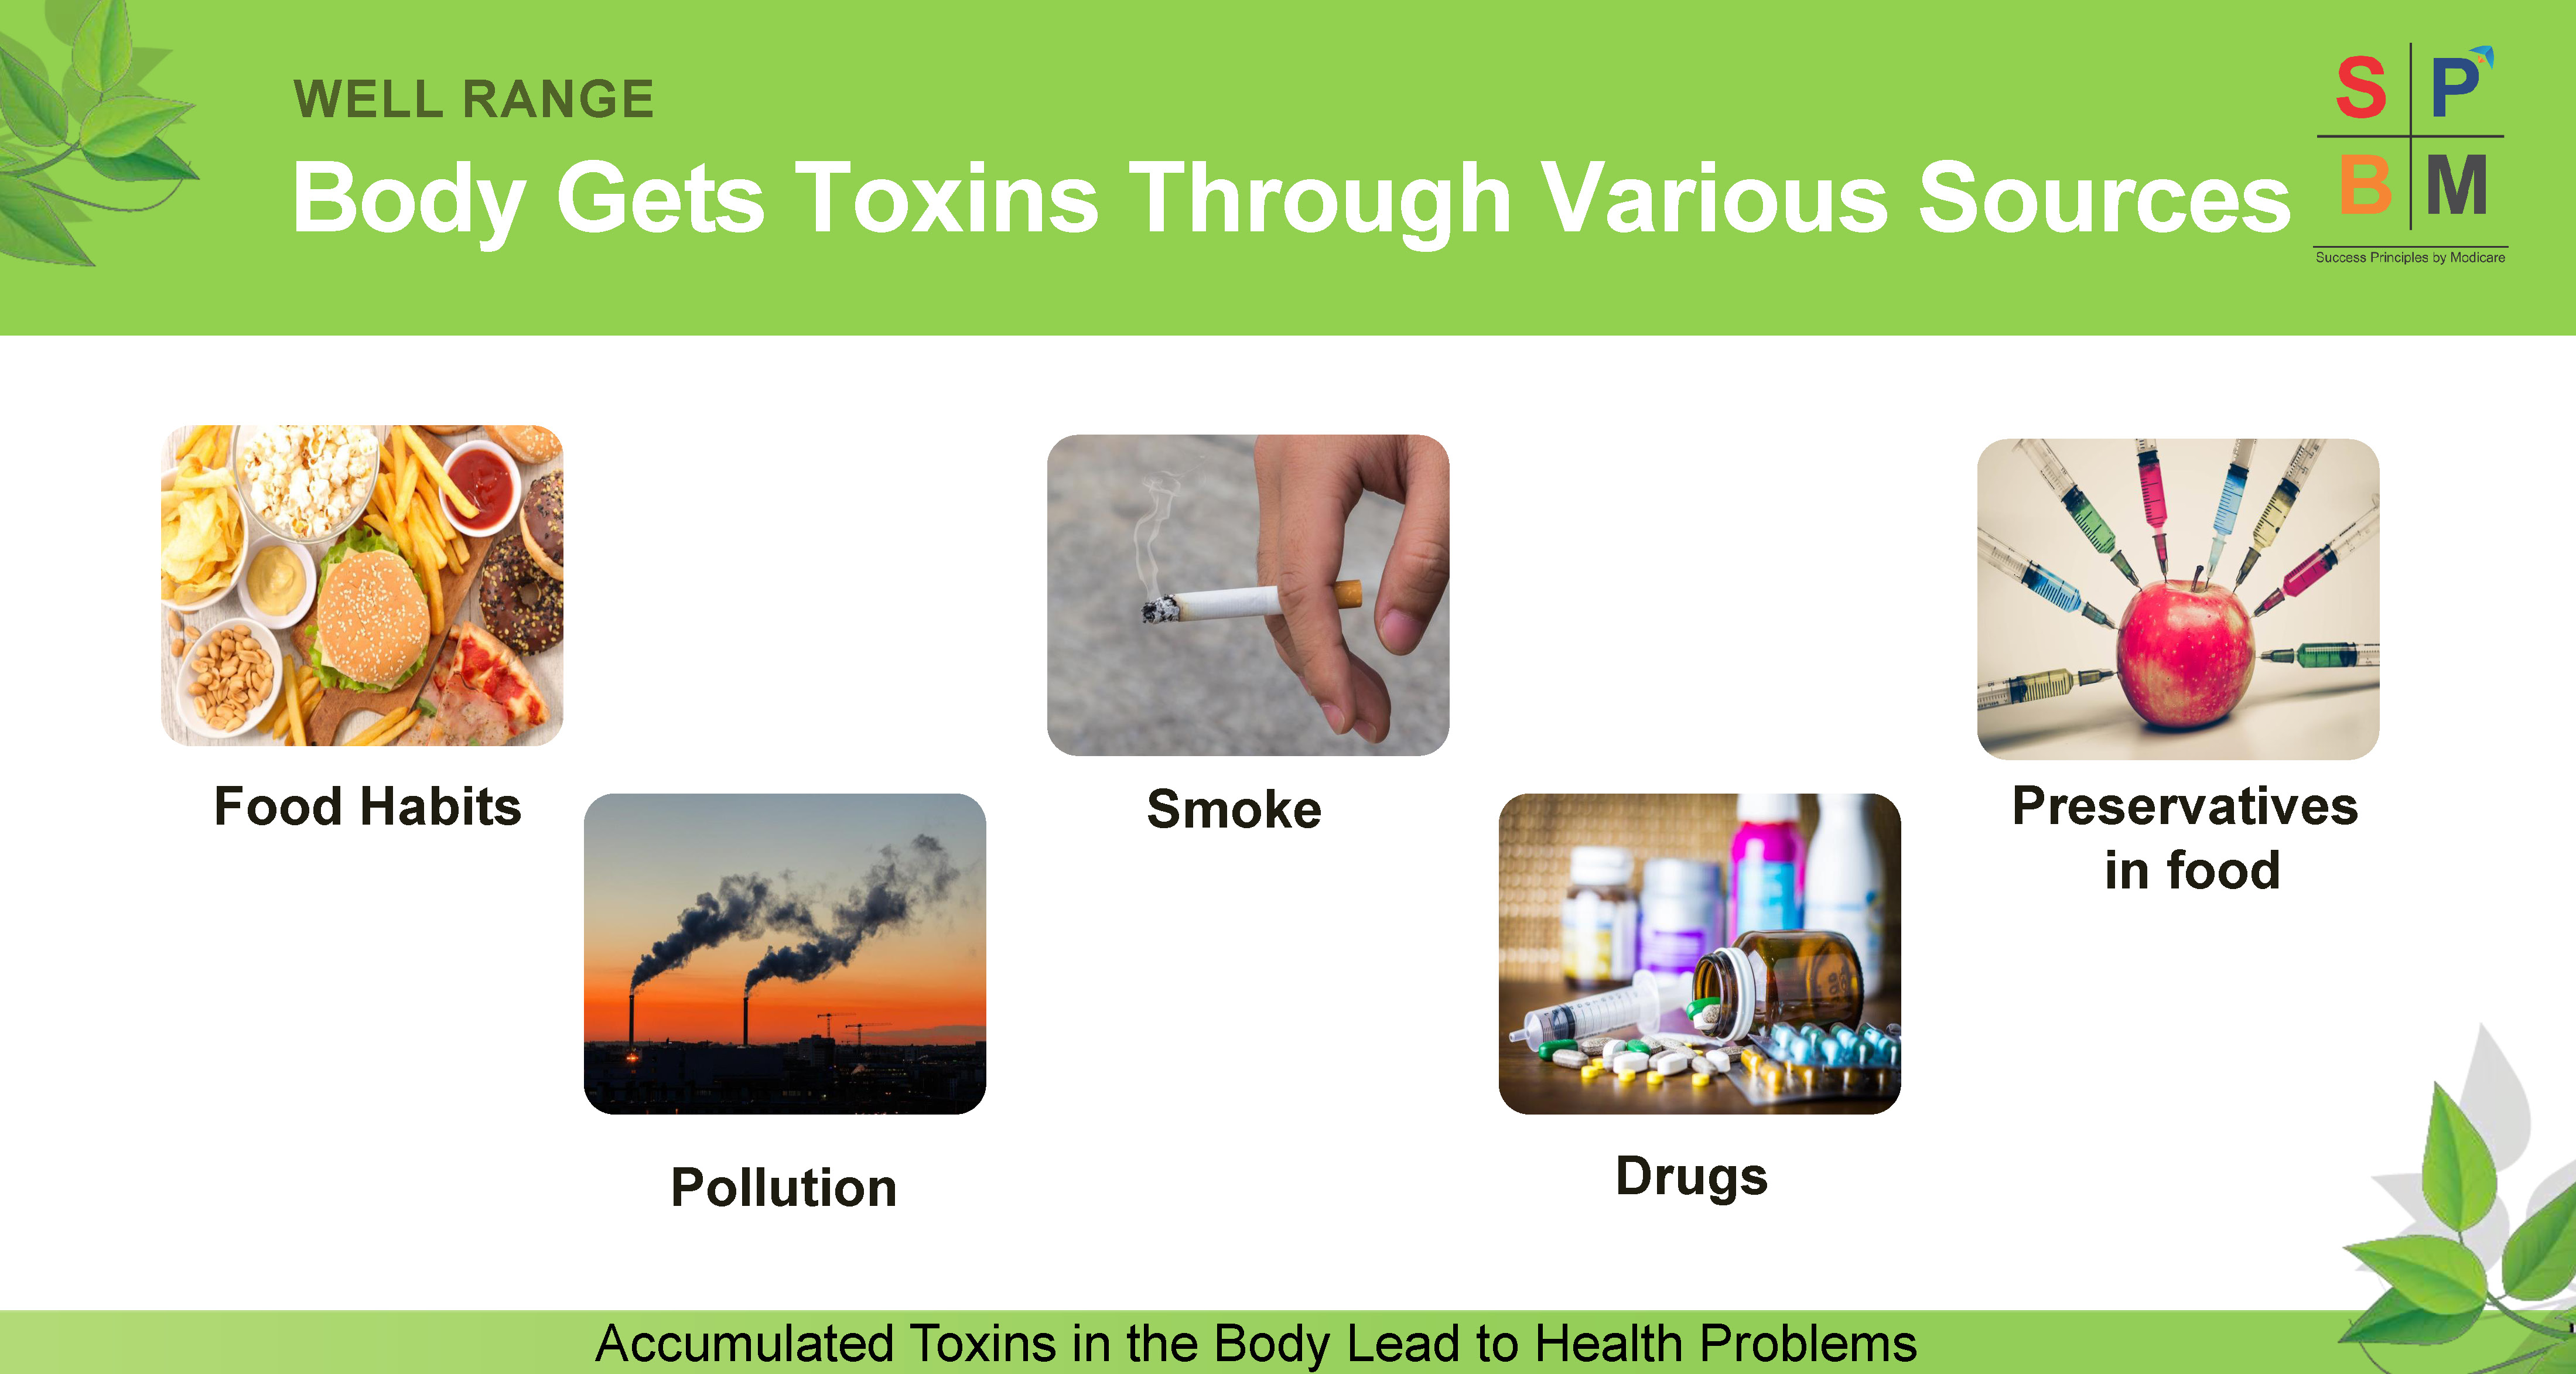 WELL RANGE
Body Gets Toxins Through Various Sources
S P
B M
Success Principles by Modicare
Food Habits
Smoke
Preservatives
in food
Pollution
Drugs
Accumulated Toxins in the Body Lead to Health Problems